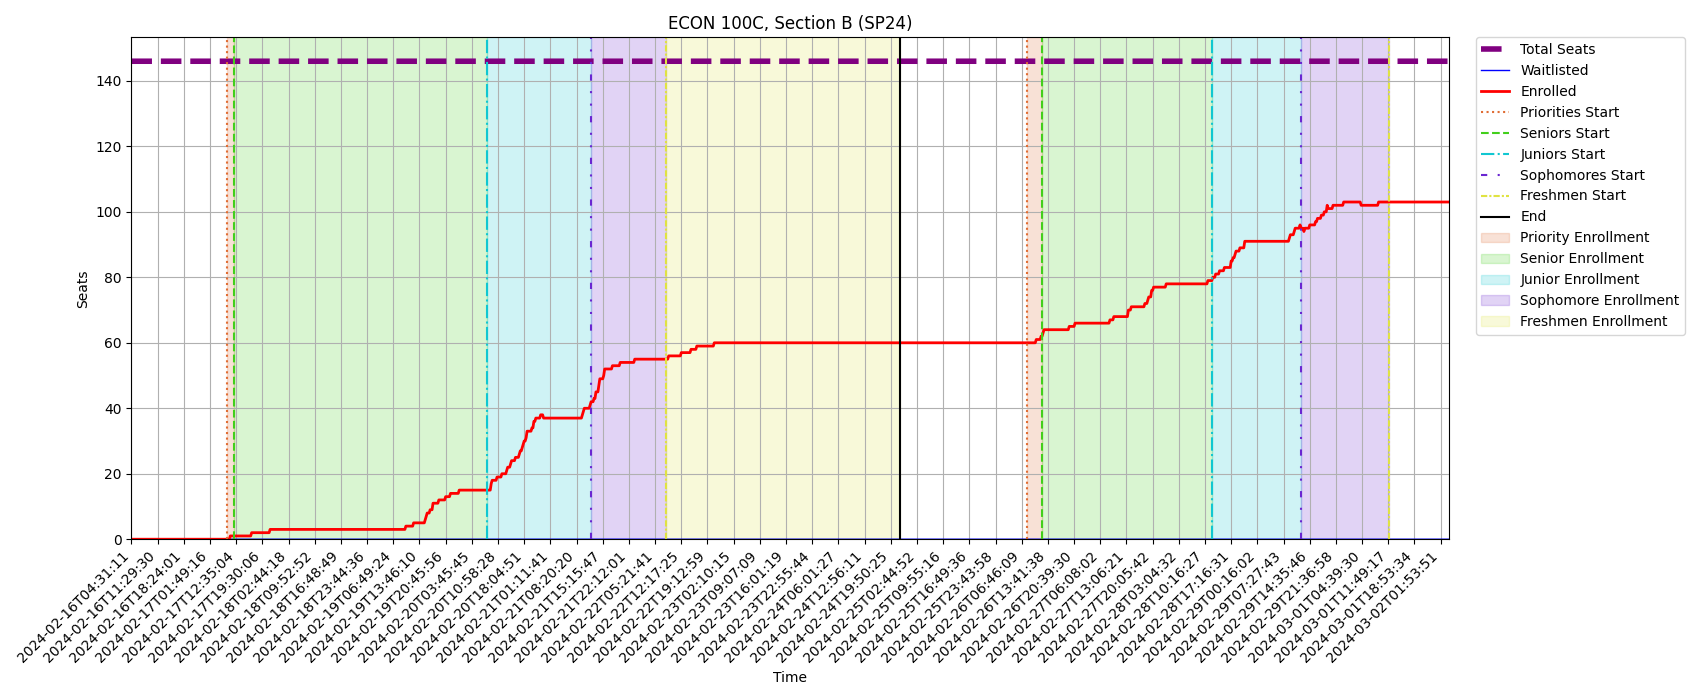 ECON 100C, Section B (SP24)
Seats
140
120
100
80
60
40
20
0
2024-02-16T04:31:11
2024-02-16T11:29:30
2024-02-16T18:24:01
2024-02-17T01:49:16
2024-02-17T12:35:04
2024-02-17T19:30:06
2024-02-18T02:44:18
2024-02-18T09:52:52
2024-02-18T16:48:49
2024-02-18T23:44:36
2024-02-19T06:49:24
2024-02-19T13:46:10
2024-02-19T20:45:56
2024-02-20T03:45:45
2024-02-20T10:58:28
2024-02-20T18:04:51
2024-02-21T01:11:41
2024-02-21T08:20:20
2024-02-21T15:15:47
2024-02-21T22:12:01
2024-02-22T05:21:41
2024-02-22T12:17:25
2024-02-22T19:12:59
2024-02-23T02:10:15
2024-02-23T09:07:09
2024-02-23T16:01:19
2024-02-23T22:55:44
2024-02-24T06:01:27
2024-02-24T12:56:11
2024-02-24T19:50:25
2024-02-25T02:44:52
2024-02-25T09:55:16
2024-02-25T16:49:36
2024-02-25T23:43:58
2024-02-26T06:46:09
2024-02-26T13:41:38
2024-02-26T20:39:30
2024-02-27T06:08:02
2024-02-27T13:06:21
2024-02-27T20:05:42
2024-02-28T03:04:32
2024-02-28T10:16:27
2024-02-28T17:16:31
2024-02-29T00:16:02
2024-02-29T07:27:43
2024-02-29T14:35:46
2024-02-29T21:36:58
2024-03-01T04:39:30
2024-03-01T11:49:17
2024-03-01T18:53:34
2024-03-02T01:53:51
Time
Total Seats
Waitlisted
Enrolled
Priorities Start
Seniors Start
Juniors Start
Sophomores Start
Freshmen Start
End
Priority Enrollment
Senior Enrollment
Junior Enrollment
Sophomore Enrollment
Freshmen Enrollment